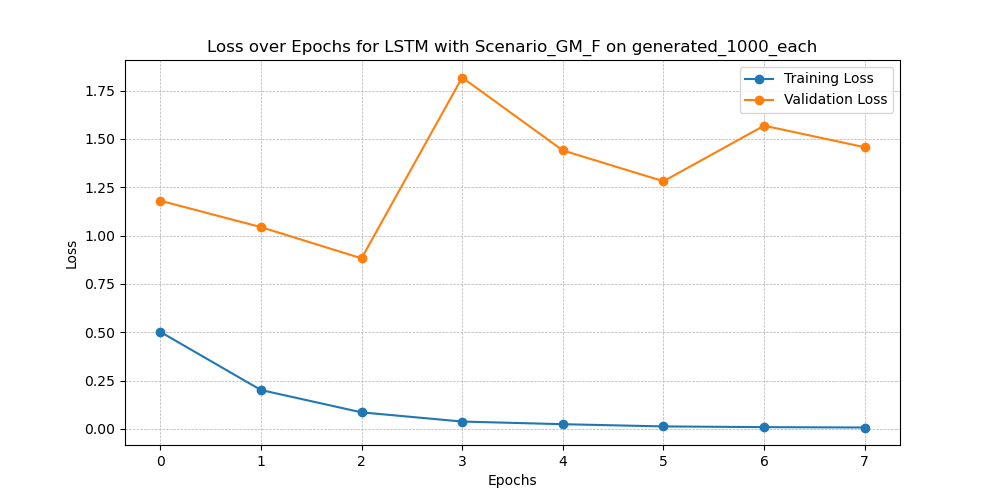 Loss over Epochs for LSTM with Scenario_GM_F on generated_1000_each
Training Loss
Validation Loss
1.75
1.50
1.25
1.00
0.75
0.50
0.25
0.00
Loss
0 1 2 3 4 5 6 7
Epochs